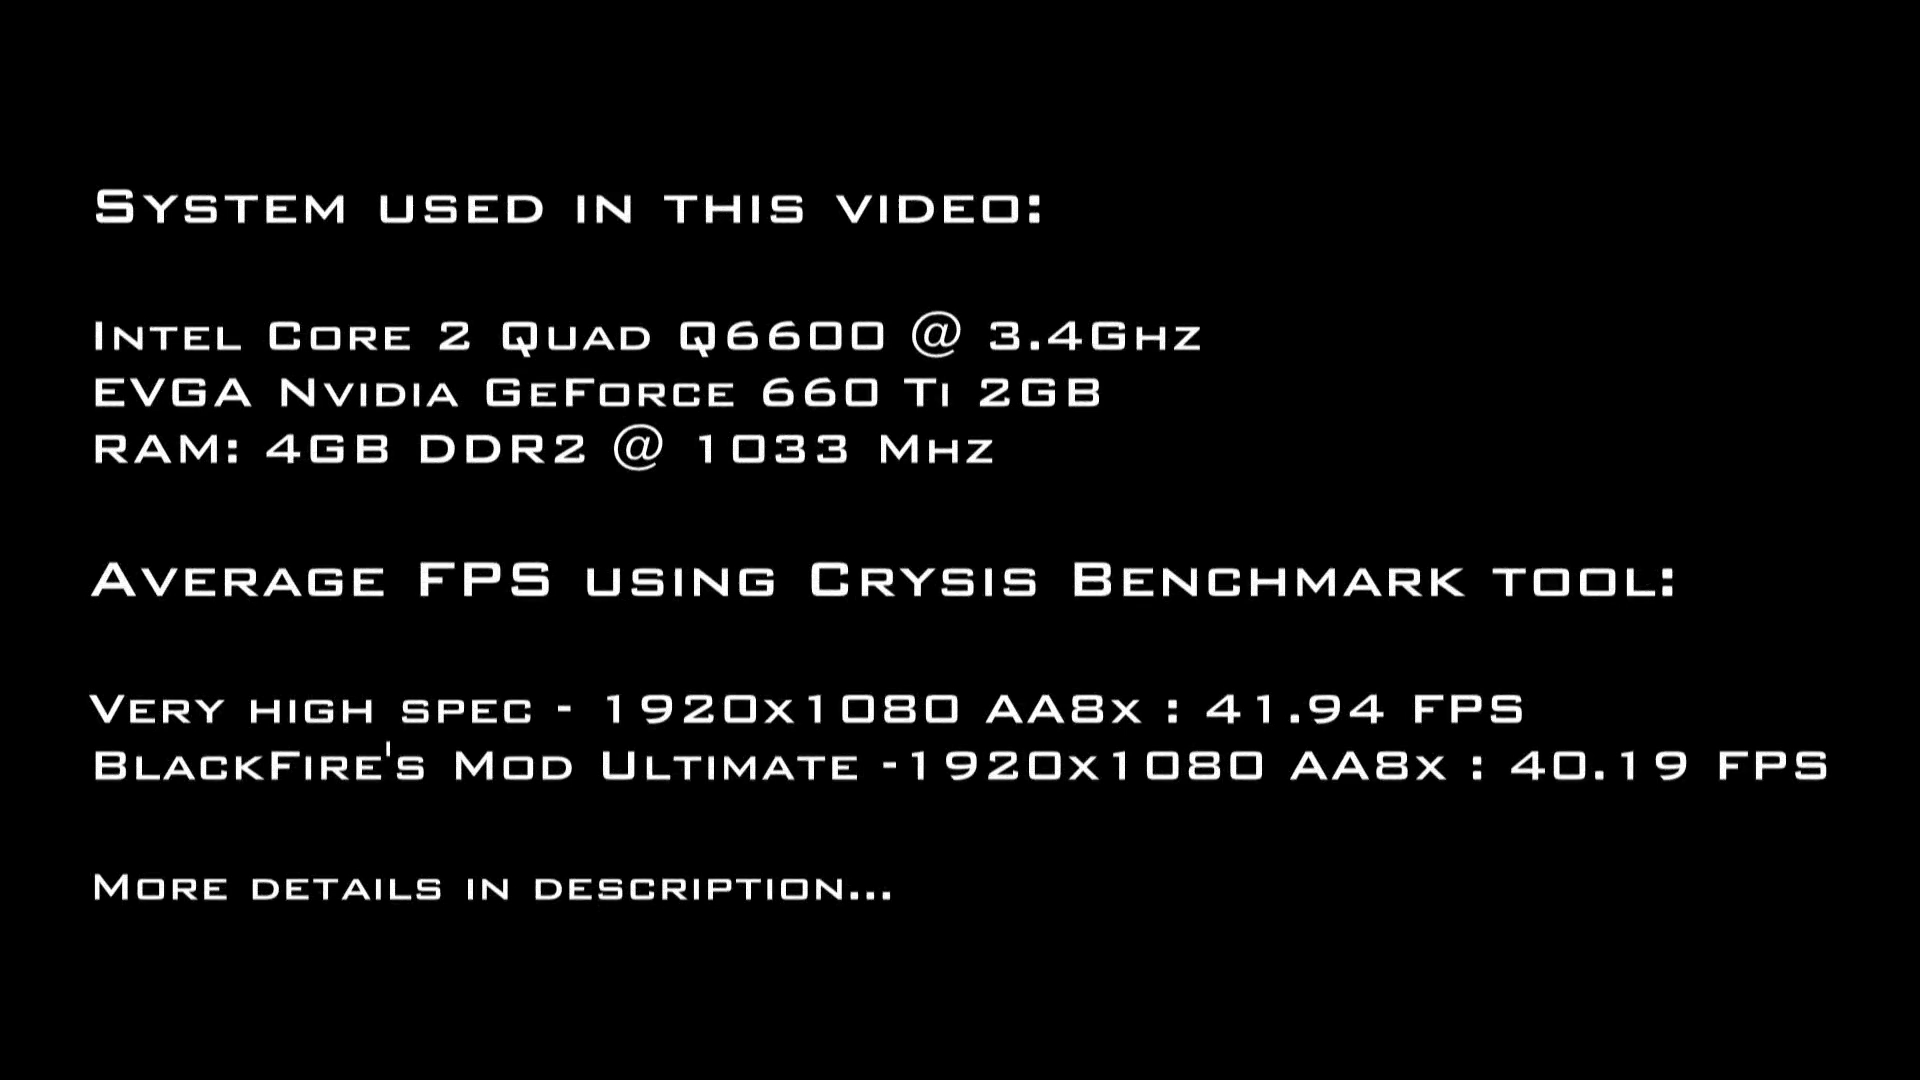 System used in this video:
Intel Core 2 Quad Q6600 @ 3.4Ghz
EVGA Nvidia GeForce 660 Ti 2GB
RAM: 4GB DDR2 @ 1033 Mhz
Average FPS using Crysis Benchmark tool:
Very high spec - 1920x1080 AA8x : 41.94 FPS
BlackFire's Mod Ultimate -1920x1080 AA8x : 40.19 FPS
More details in description...